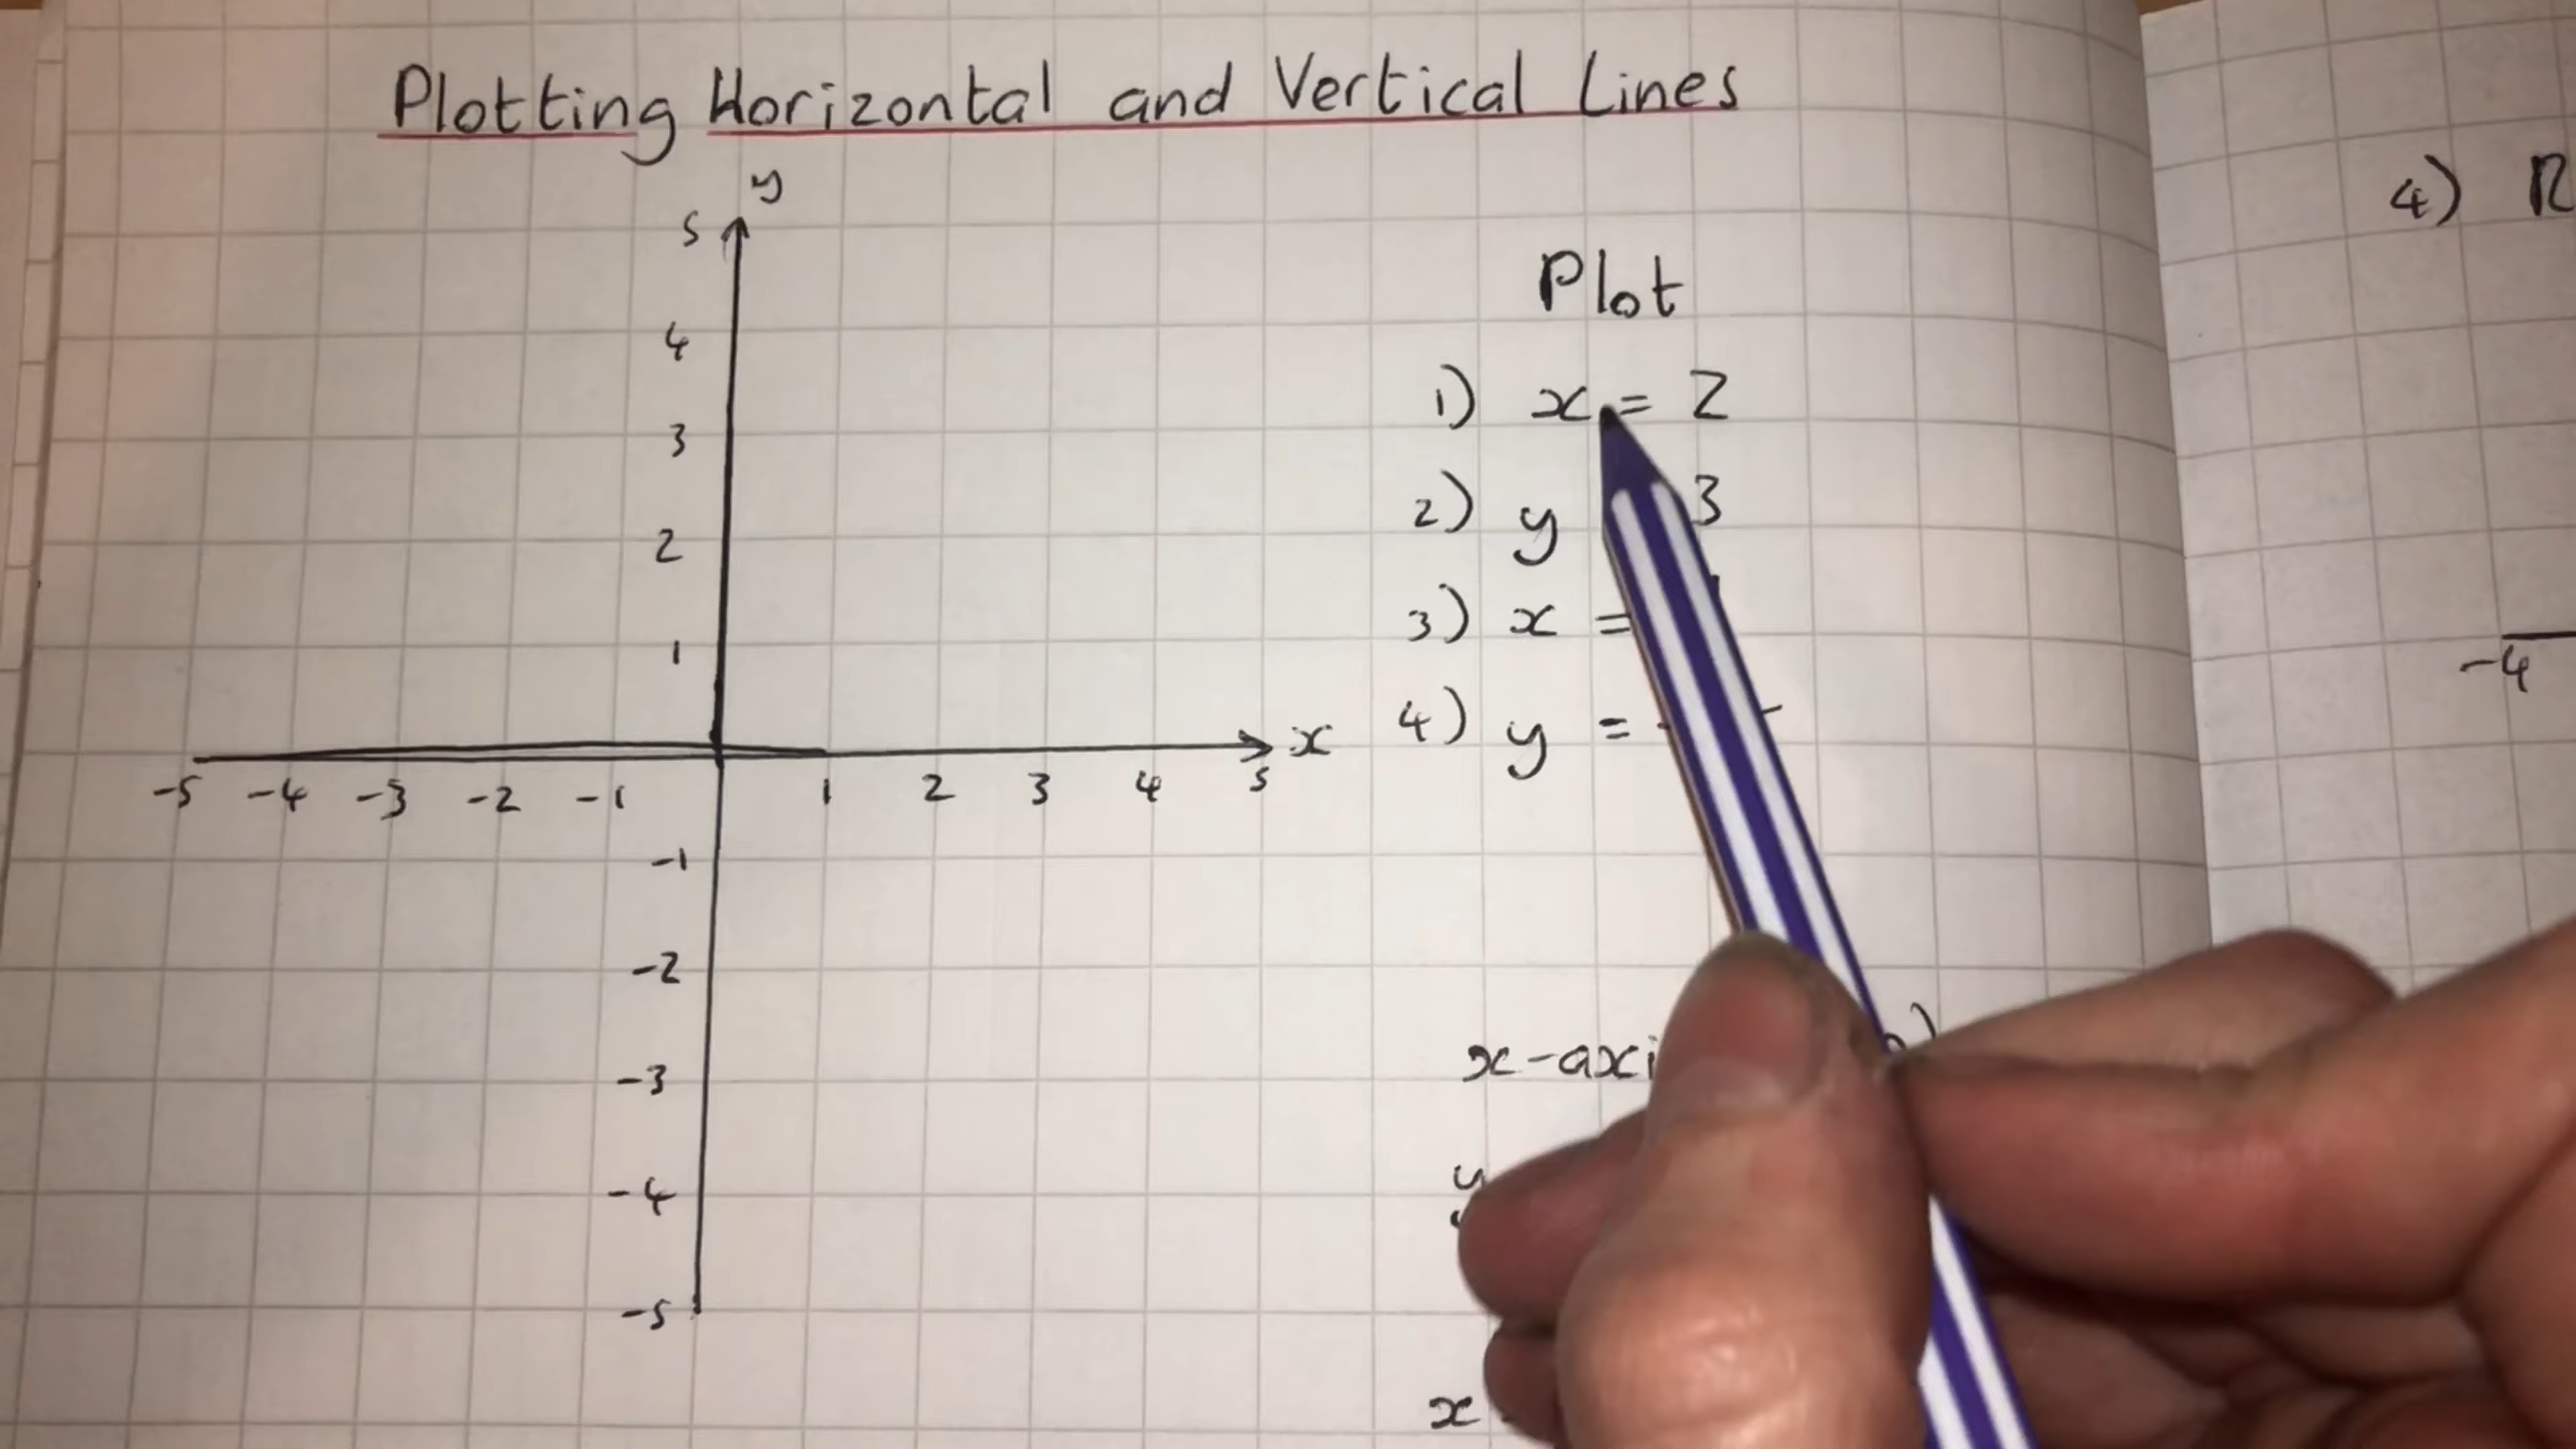 Plotting Horizontal and Vertical Lines
y
5
4
3
2
1
x
-5 -4 -3 -2 -1 1 2 3 4 5
-1
-2
-3
-4
-5
Plot
1) x = 2
2) y 3
3) x =
4) y =
x-axi
y
x
4) R
-4